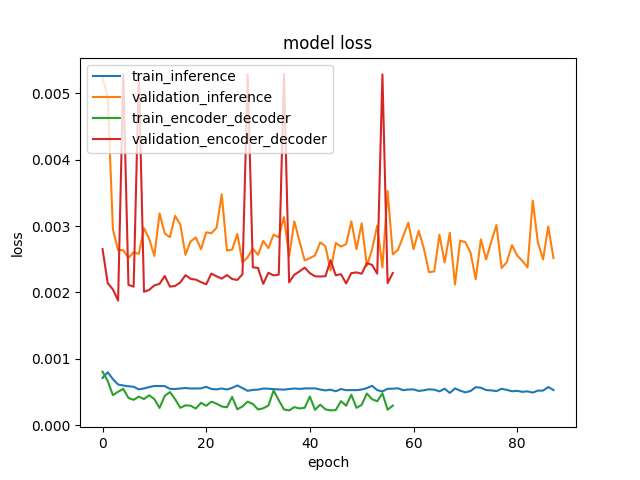 model loss
train_inference
validation_inference
train_encoder_decoder
validation_encoder_decoder
loss
0.005
0.004
0.003
0.002
0.001
0.000
0 20 40 60 80
epoch